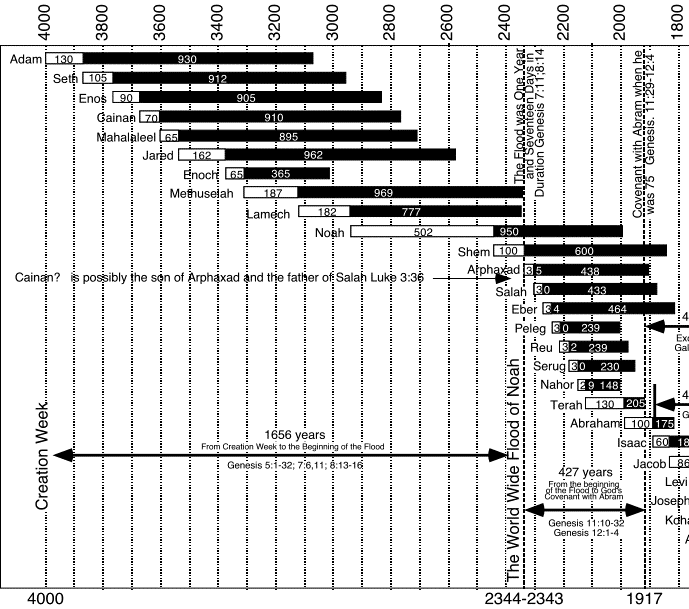 4000 3800 3600 3400 3200 3000 2800 2600 2400 2200 2000 1800
The Flood was One Year
and Seventeen Days in
Duration Genesis 7:11;8:14
Covenant with Abram when he
was 75 Genesis. 11:29-12:4
Adam 130 930
Seth 105 912
Enos 90 905
Cainan 70 910
Mahalaleel 65 895
Jared 162 962
Enoch 65 365
Methuselah 187 969
Lamech 182 777
Noah 502 950
Shem 100 600
Cainan? is possibly the son of Arphaxad and the father of Salah Luke 3:36
Arphaxad 35 438
Salah 30 433
Eber 34 464
Peleg 30 239
Reu 32 239
Serug 30 230
Nahor 29 148
Terah 130 205
Abraham 100 175
Isaac 60 18
Jacob 86
Levi
Joseph
Koha
A
4
Exo
Gal
4
G
Creation Week
1656 years
From Creation Week to the Beginning of the Flood
Genesis 5:1-32; 7:6,11; 8:13-16
The World Wide Flood of Noah
427 years
From the beginning
of the Flood to God's
Covenant with Abram
Genesis 11:10-32
Genesis 12:1-4
4000 2344-2343 1917